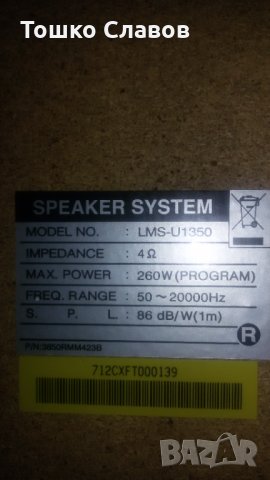 Тошко Славов
SPEAKER SYSTEM
MODEL NO. : LMS-U1350
IMPEDANCE : 4Ω
MAX. POWER : 260W(PROGRAM)
FREQ. RANGE : 50~20000Hz
S. P. L. : 86 dB/W(1m)
P/N:3850RMM423B
R
712CXFT000139
BAZAR